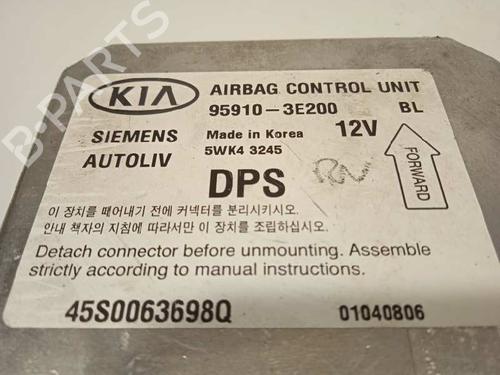 KIA
AIRBAG CONTROL UNIT
95910-3E200 BL
SIEMENS
AUTOLIV
Made in Korea
5WK4 3245
12V
DPS
FORWARD
이 장치를 떼어내기 전에 커넥터를 분리시키시오.
안내 책자의 지침에 따라서만 이 장치를 조립하십시오.
Detach connector before unmounting. Assemble
strictly according to manual instructions.
45S0063698Q 01040806
B-PARTS